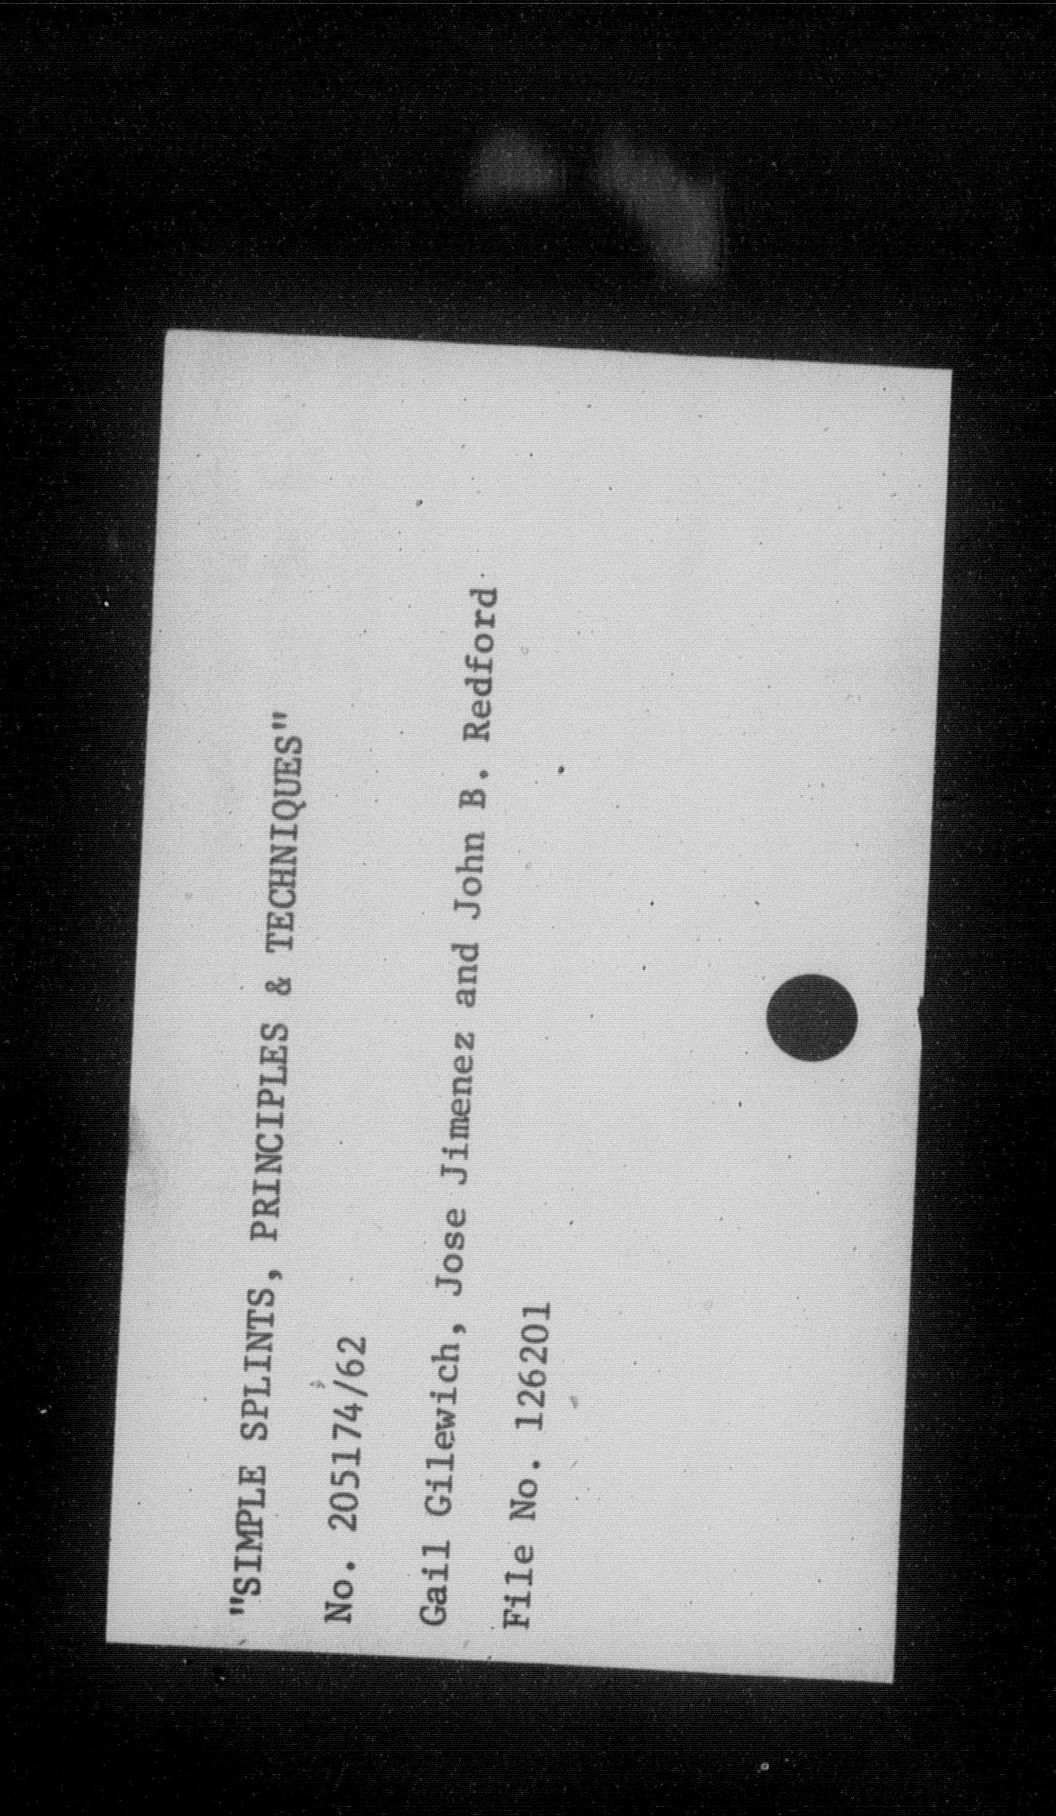 "SIMPLE SPLINTS, PRINCIPLES & TECHNIQUES"
No. 205174/62
Gail Gilewich, Jose Jimenez and John B. Redford
File No. 126201